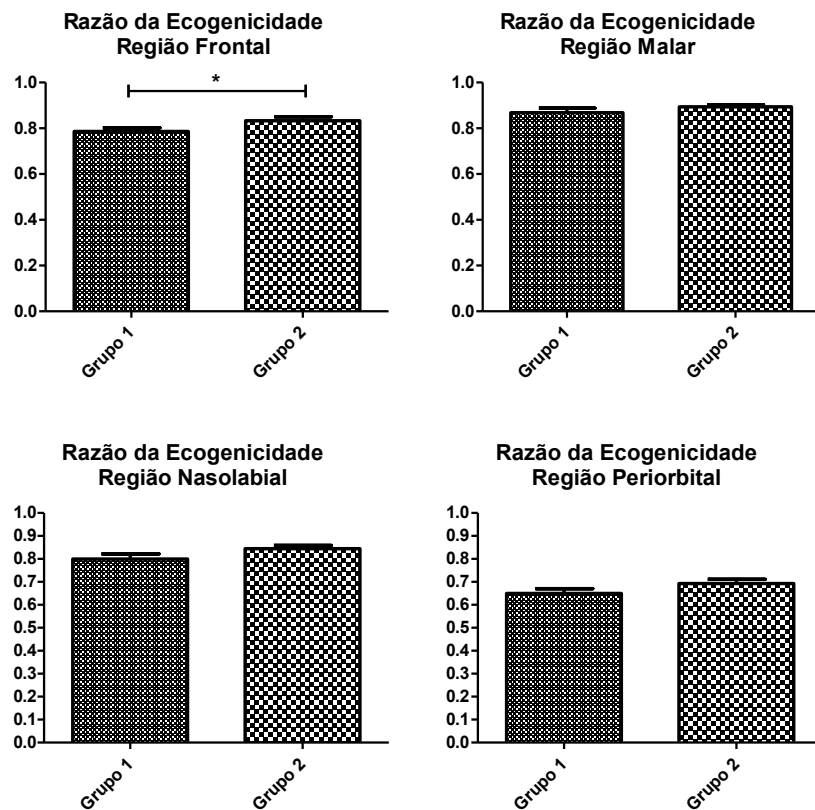 Razão da Ecogenicidade
Região Frontal
*
1.0
0.8
0.6
0.4
0.2
0.0
Grupo 1
Grupo 2
Razão da Ecogenicidade
Região Malar
1.0
0.8
0.6
0.4
0.2
0.0
Grupo 1
Grupo 2
Razão da Ecogenicidade
Região Nasolabial
1.0
0.9
0.8
0.7
0.6
0.5
0.4
0.3
0.2
0.1
0.0
Grupo 1
Grupo 2
Razão da Ecogenicidade
Região Periorbital
1.0
0.9
0.8
0.7
0.6
0.5
0.4
0.3
0.2
0.1
0.0
Grupo 1
Grupo 2